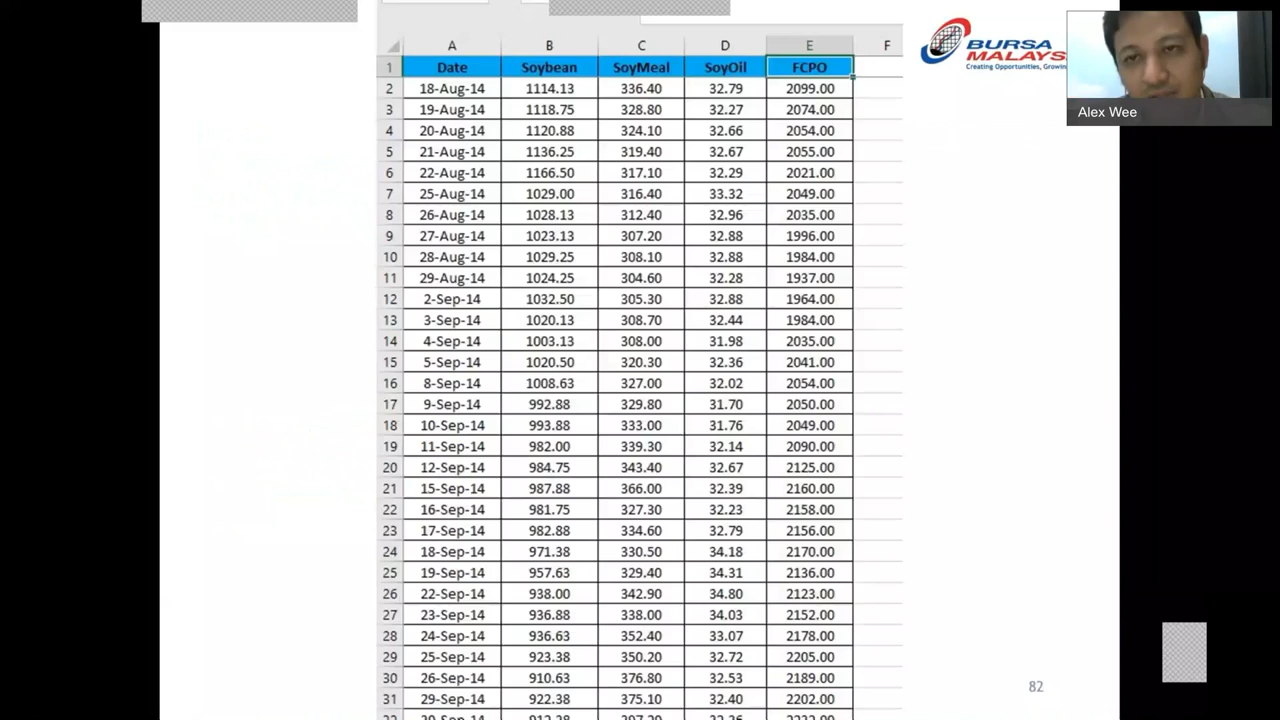 A B C D E F
1 Date Soybean SoyMeal SoyOil FCPO
2 18-Aug-14 1114.13 336.40 32.79 2099.00
3 19-Aug-14 1118.75 328.80 32.27 2074.00
4 20-Aug-14 1120.88 324.10 32.66 2054.00
5 21-Aug-14 1136.25 319.40 32.67 2055.00
6 22-Aug-14 1166.50 317.10 32.29 2021.00
7 25-Aug-14 1029.00 316.40 33.32 2049.00
8 26-Aug-14 1028.13 312.40 32.96 2035.00
9 27-Aug-14 1023.13 307.20 32.88 1996.00
10 28-Aug-14 1029.25 308.10 32.88 1984.00
11 29-Aug-14 1024.25 304.60 32.28 1937.00
12 2-Sep-14 1032.50 305.30 32.88 1964.00
13 3-Sep-14 1020.13 308.70 32.44 1984.00
14 4-Sep-14 1003.13 308.00 31.98 2035.00
15 5-Sep-14 1020.50 320.30 32.36 2041.00
16 8-Sep-14 1008.63 327.00 32.02 2054.00
17 9-Sep-14 992.88 329.80 31.70 2050.00
18 10-Sep-14 993.88 333.00 31.76 2049.00
19 11-Sep-14 982.00 339.30 32.14 2090.00
20 12-Sep-14 984.75 343.40 32.67 2125.00
21 15-Sep-14 987.88 366.00 32.39 2160.00
22 16-Sep-14 981.75 327.30 32.23 2158.00
23 17-Sep-14 982.88 334.60 32.79 2156.00
24 18-Sep-14 971.38 330.50 34.18 2170.00
25 19-Sep-14 957.63 329.40 34.31 2136.00
26 22-Sep-14 938.00 342.90 34.80 2123.00
27 23-Sep-14 936.88 338.00 34.03 2152.00
28 24-Sep-14 936.63 352.40 33.07 2178.00
29 25-Sep-14 923.38 350.20 32.72 2205.00
30 26-Sep-14 910.63 376.80 32.53 2189.00
31 29-Sep-14 922.38 375.10 32.40 2202.00
BURSA
MALAYS
Creating Opportunities, Growin
Alex Wee
82